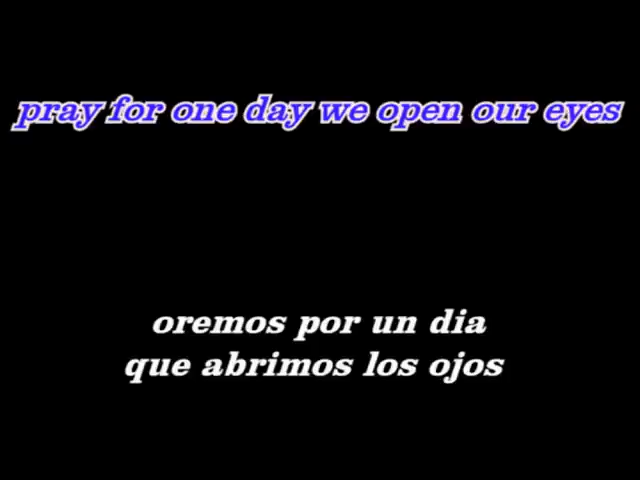 pray for one day we open our eyes
oremos por un dia
que abrimos los ojos